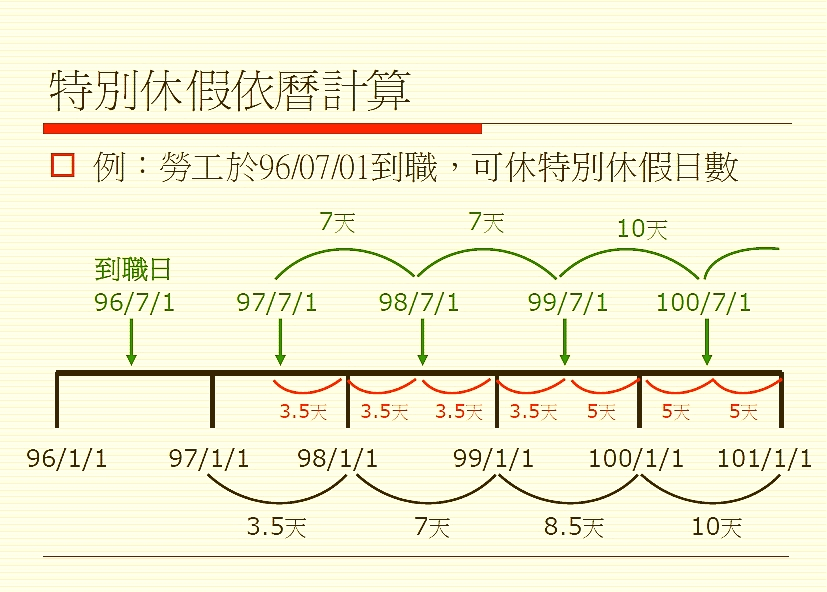 特別休假依曆計算
例：勞工於96/07/01到職，可休特別休假日數
7天 7天 10天
到職日
96/7/1 97/7/1 98/7/1 99/7/1 100/7/1
3.5天 3.5天 3.5天 3.5天 5天 5天 5天
96/1/1 97/1/1 98/1/1 99/1/1 100/1/1 101/1/1
3.5天 7天 8.5天 10天